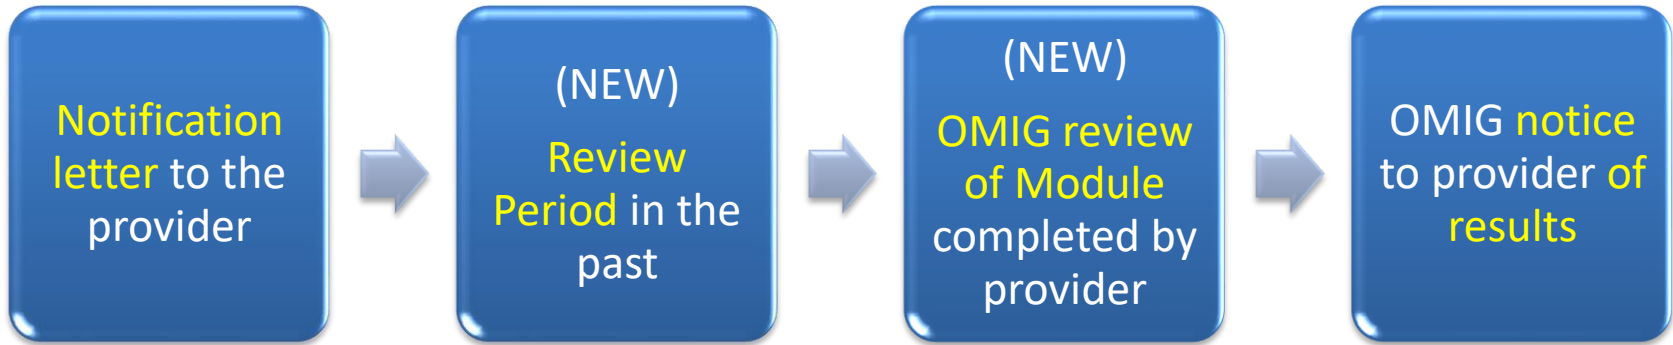 Notification
letter to the
provider
(NEW)
Review
Period in the
past
(NEW)
OMIG review
of Module
completed by
provider
OMIG notice
to provider of
results